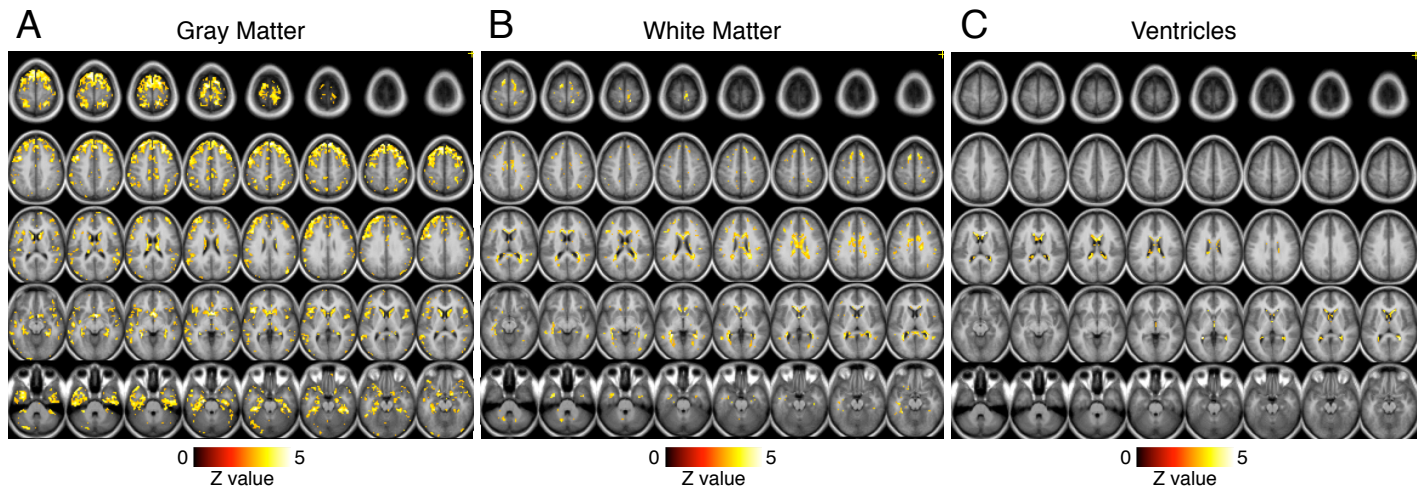 A Gray Matter
B White Matter
C Ventricles
0 5
Z value
0 5
Z value
0 5
Z value